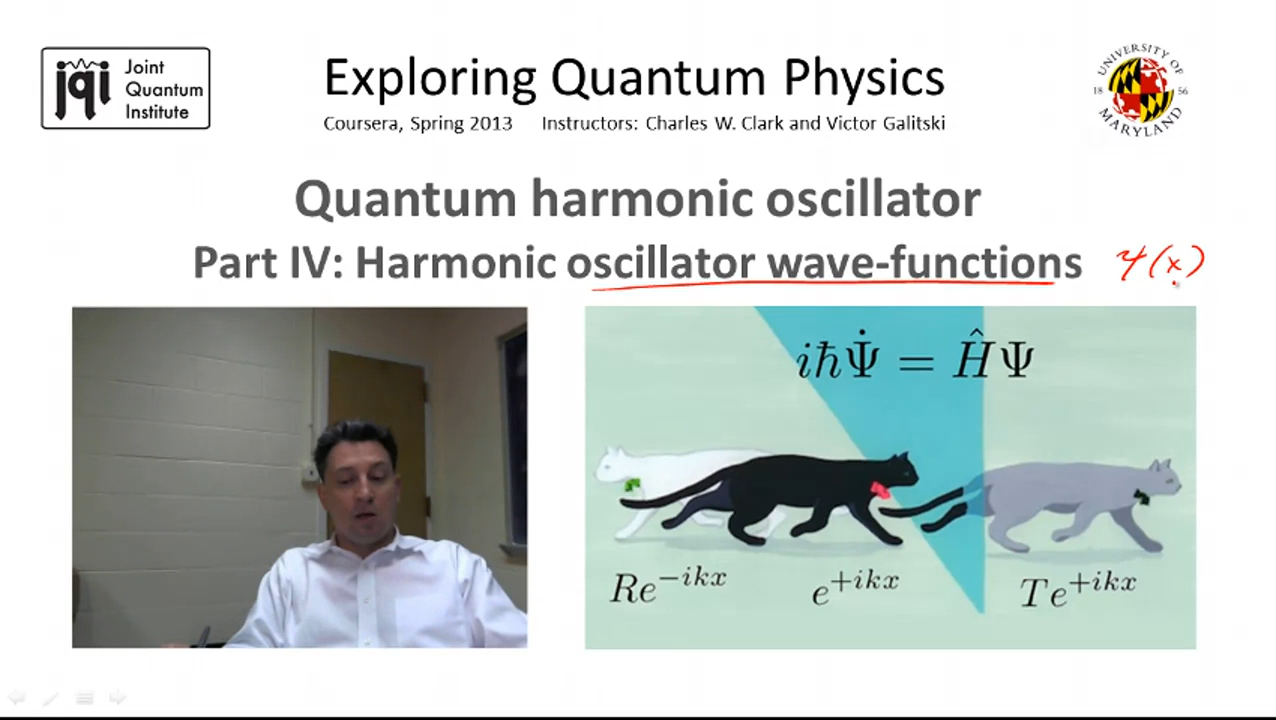 jqi Joint
Quantum
Institute
Exploring Quantum Physics
Coursera, Spring 2013 Instructors: Charles W. Clark and Victor Galitski
UNIVERSITY OF
18 56
MARYLAND
Quantum harmonic oscillator
Part IV: Harmonic oscillator wave-functions ψ(x)
iħΨ̇ = ĤΨ
Re^{-ikx} e^{+ikx} Te^{+ikx}